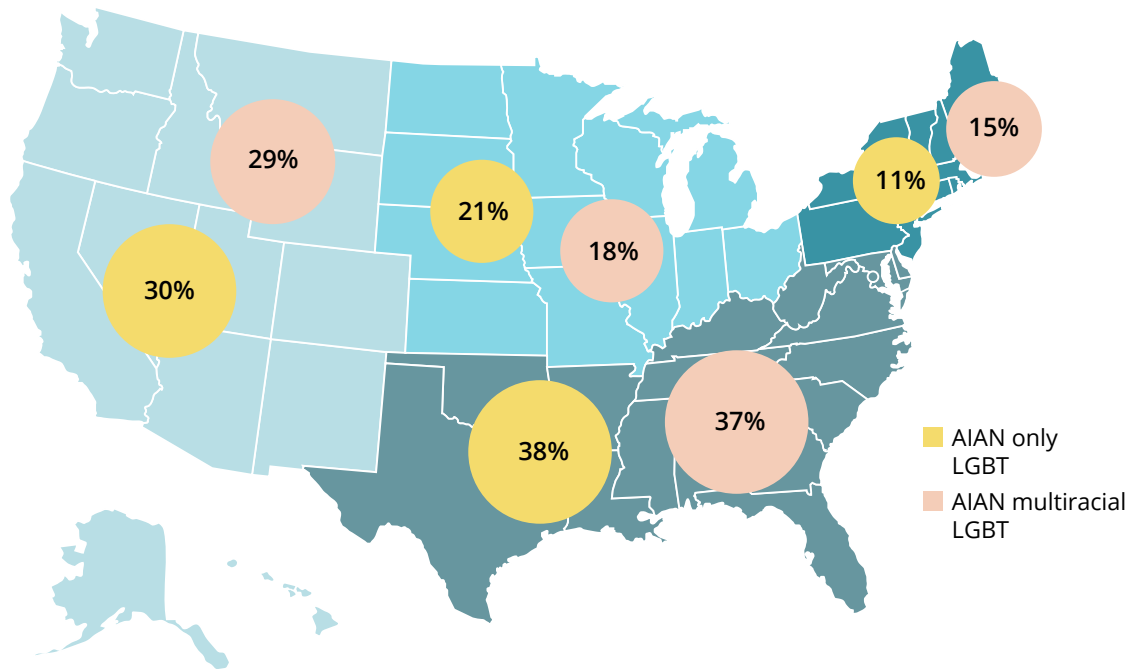 15%
29%
11%
21%
18%
30%
37%
38%
AIAN only
LGBT
AIAN multiracial
LGBT